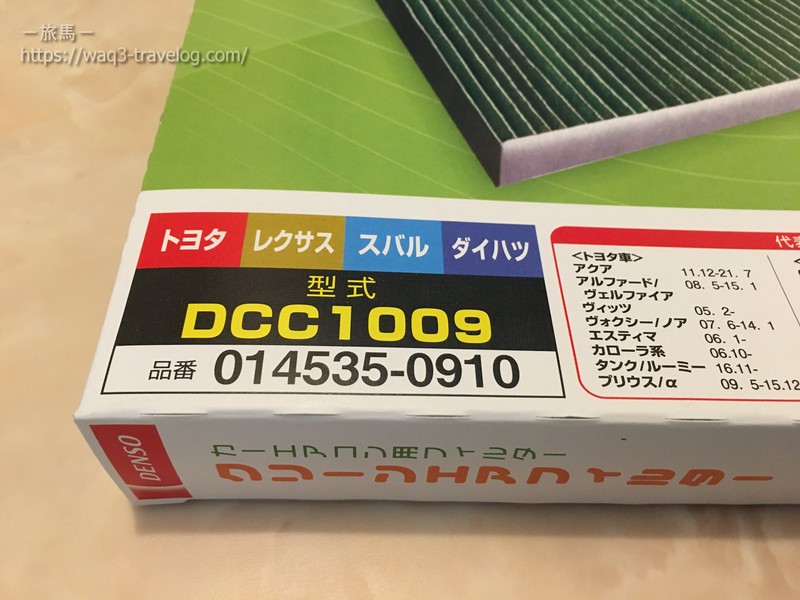 －旅馬－
https://waq3-travelog.com/
トヨタ レクサス スバル ダイハツ
型式
DCC1009
品番 014535-0910
代表
<トヨタ車>
アクア 11.12-21. 7
アルファード/ 08. 5-15. 1
ヴェルファイア
ヴィッツ 05. 2-
ヴォクシー/ノア 07. 6-14. 1
エスティマ 06. 1-
カローラ系 06.10-
タンク/ルーミー 16.11-
プリウス/α 09. 5-15.12
DENSO
カーエアコン用フィルター
クリーンエアフィルター